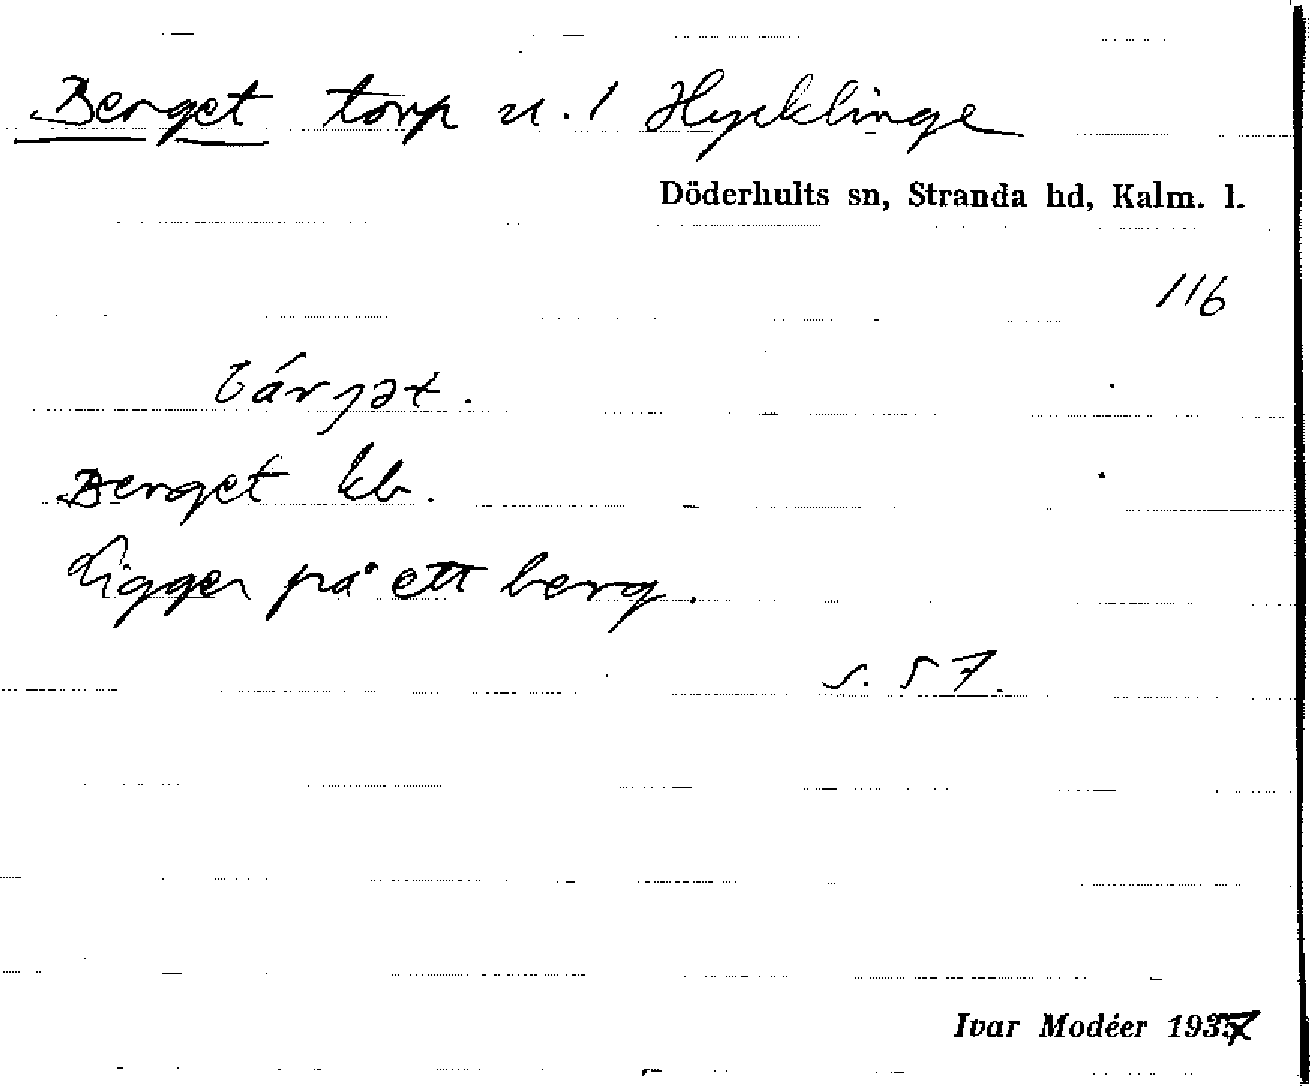 Berget torp u. 1 Hycklinge
Döderhults sn, Stranda hd, Kalm. l.
116
bárjət.
Berget kb.
Ligger på ett berg.
s. 57.
Ivar Modéer 1937